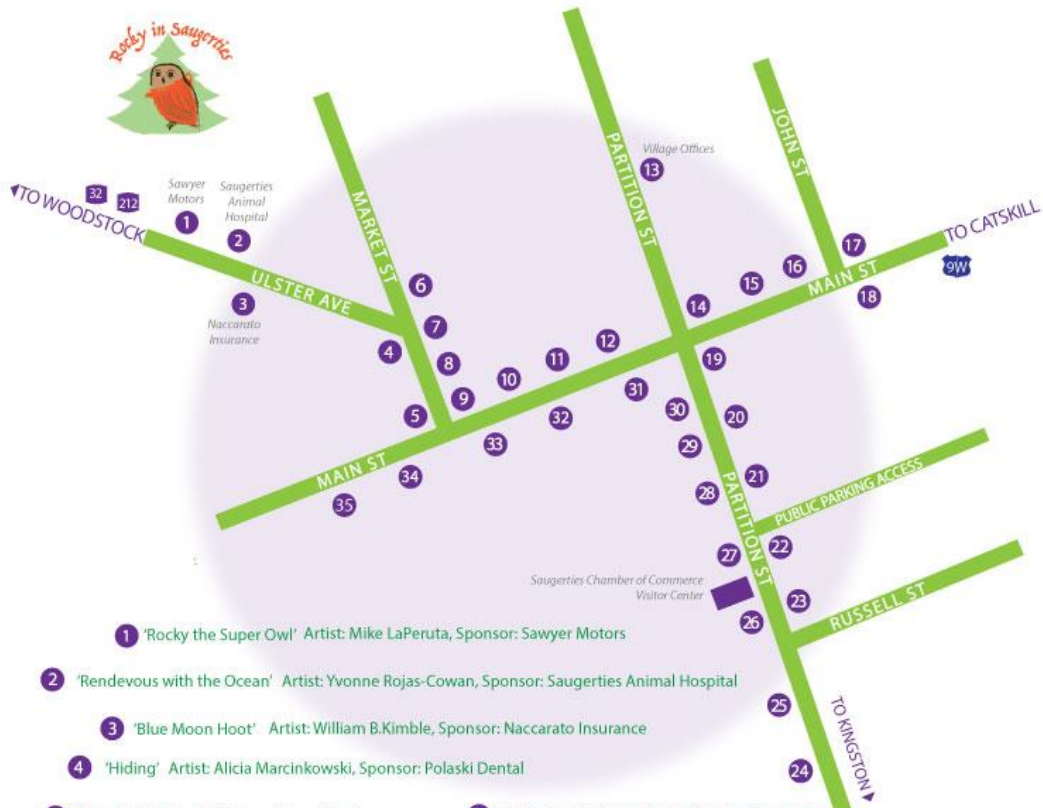 Rocky in Saugerties
TO WOODSTOCK
32
212
Sawyer
Motors
1
Saugerties
Animal
Hospital
2
ULSTER AVE
3
Naccarato
Insurance
MARKET ST
4
5
6
7
8
9
10
11
12
PARTITION ST
Village Offices
13
JOHN ST
14
15
16
17
MAIN ST
TO CATSKILL
9W
18
19
20
21
31
30
29
28
32
33
34
35
MAIN ST
PARTITION ST
PUBLIC PARKING ACCESS
22
27
Saugerties Chamber of Commerce
Visitor Center
23
26
RUSSELL ST
25
24
TO KINGSTON
1 'Rocky the Super Owl' Artist: Mike LaPeruta, Sponsor: Sawyer Motors
2 'Rendevous with the Ocean' Artist: Yvonne Rojas-Cowan, Sponsor: Saugerties Animal Hospital
3 'Blue Moon Hoot' Artist: William B.Kimble, Sponsor: Naccarato Insurance
4 'Hiding' Artist: Alicia Marcinkowski, Sponsor: Polaski Dental